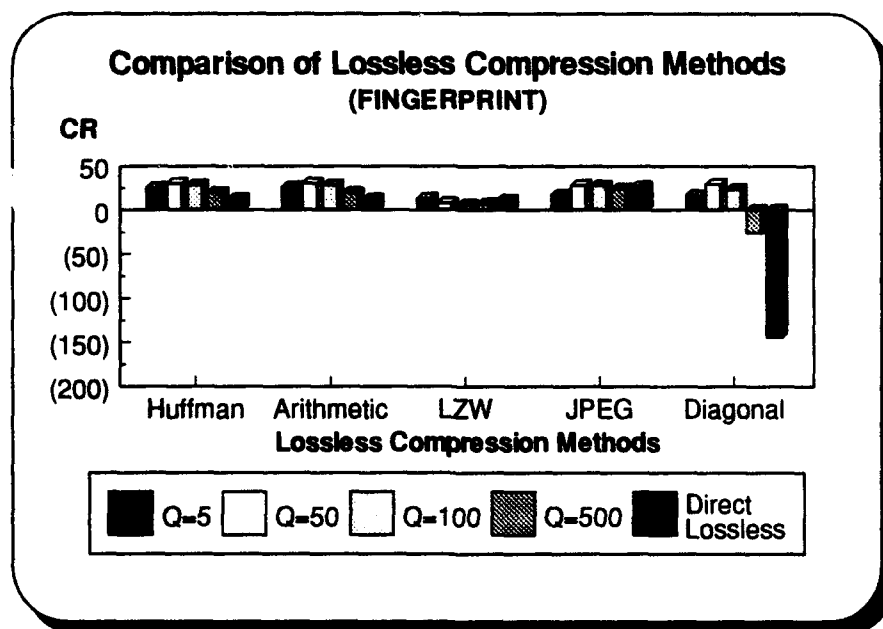 Comparison of Lossless Compression Methods
(FINGERPRINT)
CR
50
0
(50)
(100)
(150)
(200)
Huffman Arithmetic LZW JPEG Diagonal
Lossless Compression Methods
Q=5 Q=50 Q=100 Q=500 Direct
Lossless